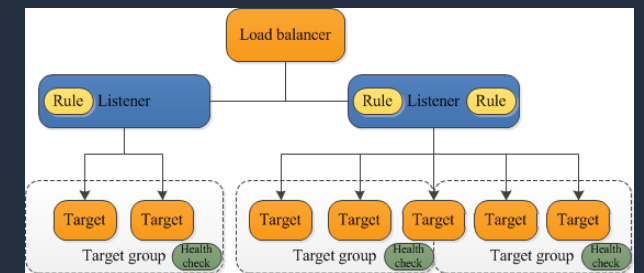 Load balancer
Rule Listener
Rule Listener Rule
Target Target Target Target Target Target Target
Target group Health check Target group Health check Target group Health check